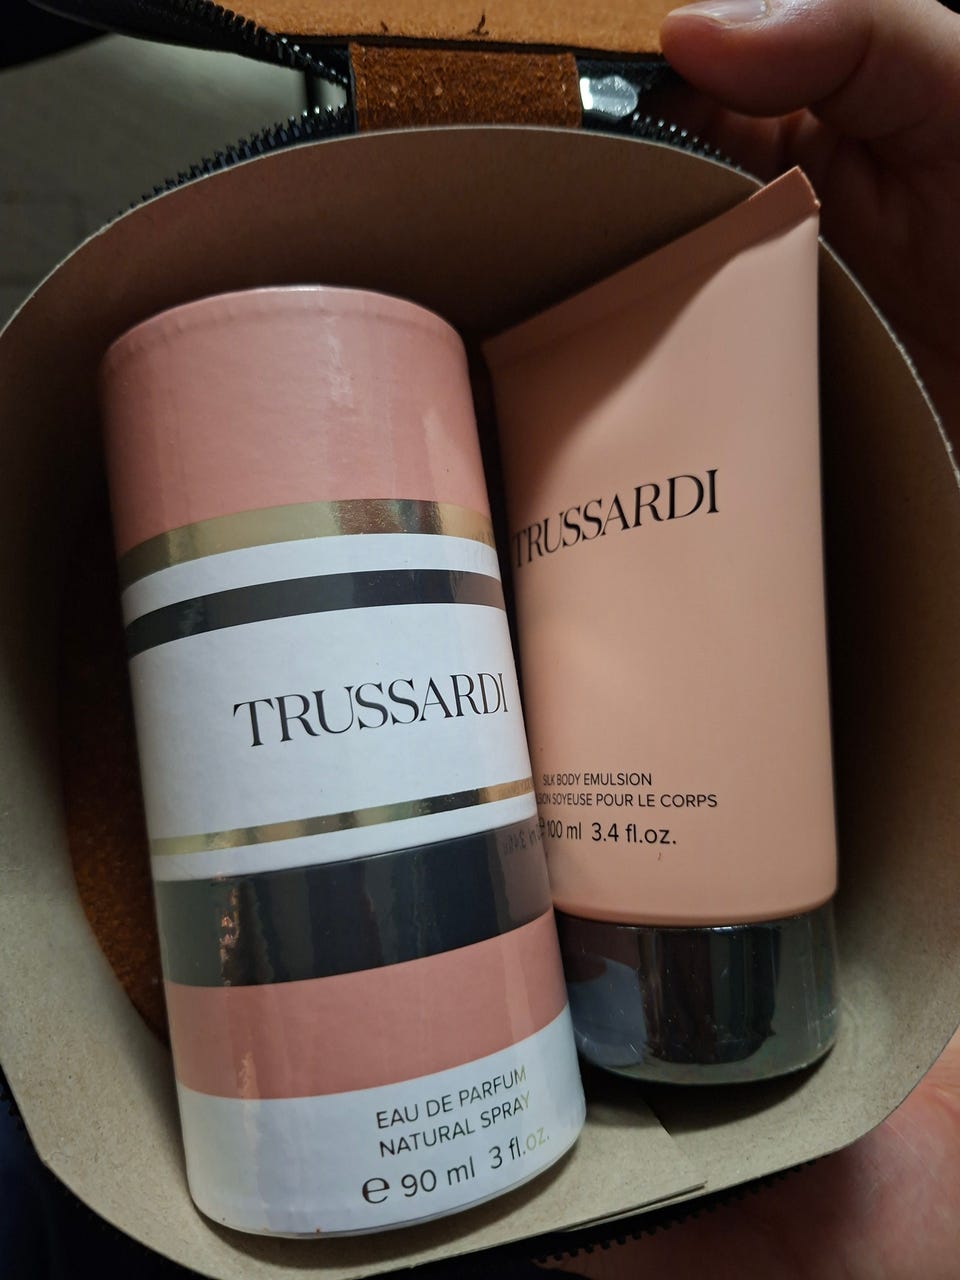 TRUSSARDI
EAU DE PARFUM
NATURAL SPRAY
e 90 ml 3 fl.oz.
TRUSSARDI
SILK BODY EMULSION
SOYEUSE POUR LE CORPS
e 100 ml 3.4 fl.oz.